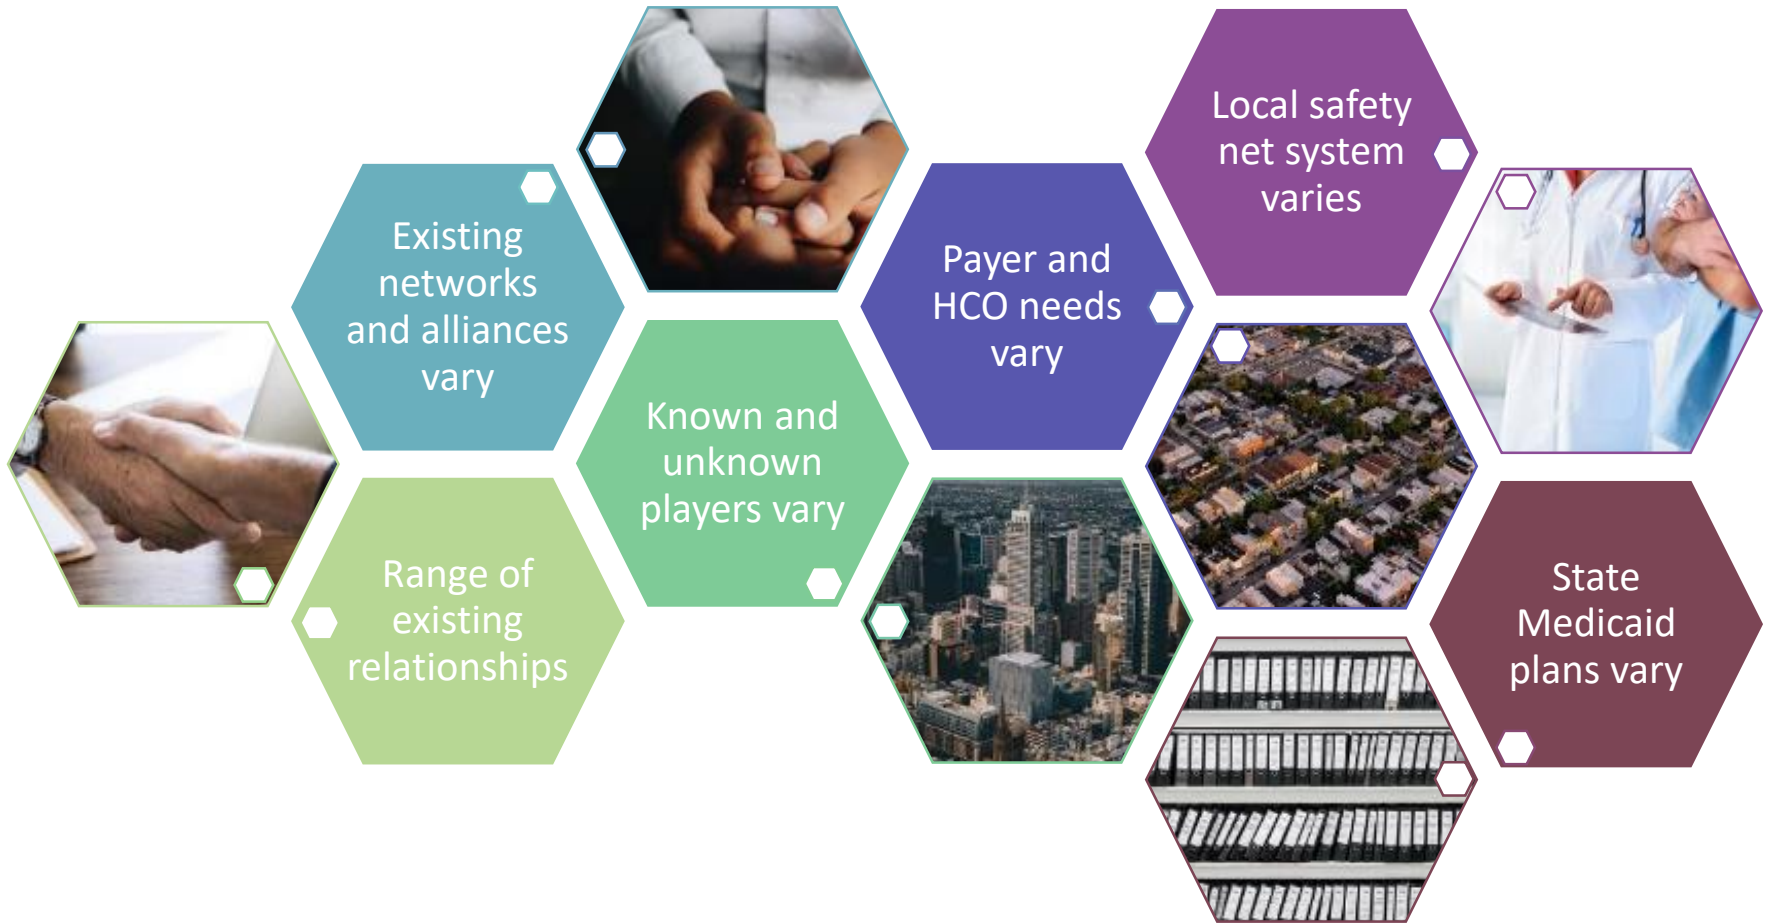 Existing
networks
and alliances
vary
Range of
existing
relationships
Known and
unknown
players vary
Payer and
HCO needs
vary
Local safety
net system
varies
State
Medicaid
plans vary